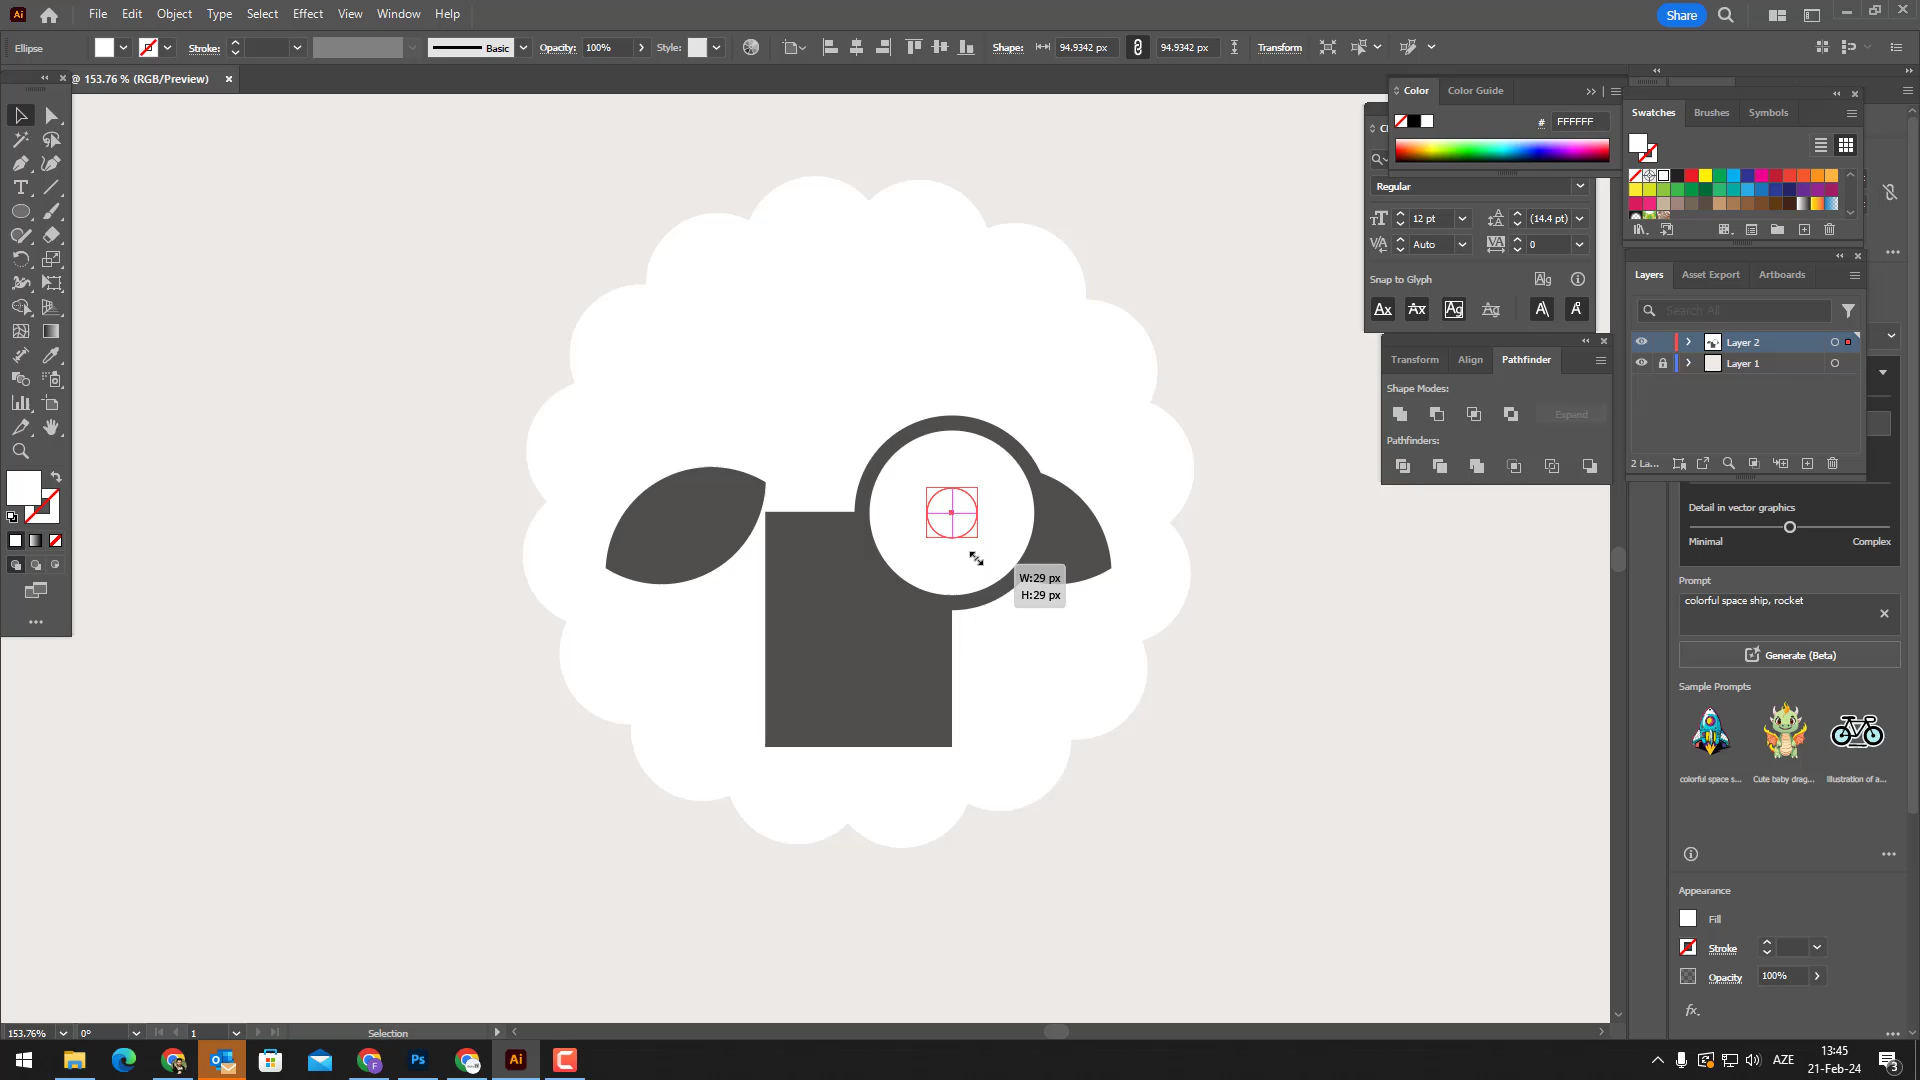 Ai File Edit Object Type Select Effect View Window Help Share
Ellipse Stroke: Basic Opacity: 100% Style: Shape: 94.9342 px 94.9342 px Transform
@ 153.76 % (RGB/Preview)
Color Color Guide
# FFFFFF
Swatches Brushes Symbols
Regular
12 pt (14.4 pt)
Auto 0
Snap to Glyph
Layers Asset Export Artboards
Search All
Layer 2
Layer 1
2 La...
Transform Align Pathfinder
Shape Modes:
Expand
Pathfinders:
W:29 px
H:29 px
Detail in vector graphics
Minimal Complex
Prompt
colorful space ship, rocket
Generate (Beta)
Sample Prompts
colorful space s... Cute baby drag... Illustration of a...
Appearance
Fill
Stroke
Opacity 100%
fx.
153.76% 0° 1 Selection
Ps Ai AZE 13:45
21-Feb-24
3